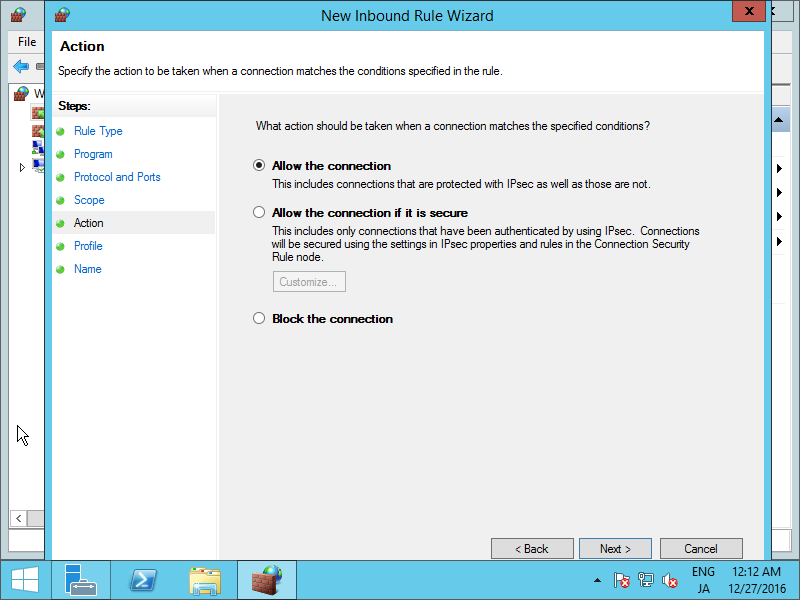 New Inbound Rule Wizard
File
Action
Specify the action to be taken when a connection matches the conditions specified in the rule.
Steps:
Rule Type
Program
Protocol and Ports
Scope
Action
Profile
Name
What action should be taken when a connection matches the specified conditions?
Allow the connection
This includes connections that are protected with IPsec as well as those are not.
Allow the connection if it is secure
This includes only connections that have been authenticated by using IPsec. Connections
will be secured using the settings in IPsec properties and rules in the Connection Security
Rule node.
Customize...
Block the connection
< Back
Next >
Cancel
ENG
JA
12:12 AM
12/27/2016